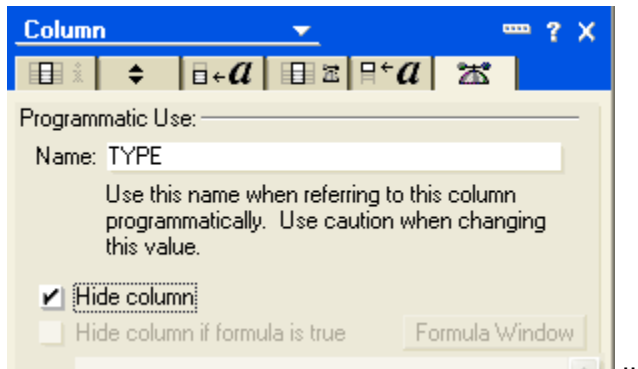 Column ? X
a a
Programmatic Use:
Name: TYPE
Use this name when referring to this column
programmatically. Use caution when changing
this value.
Hide column
Hide column if formula is true Formula Window